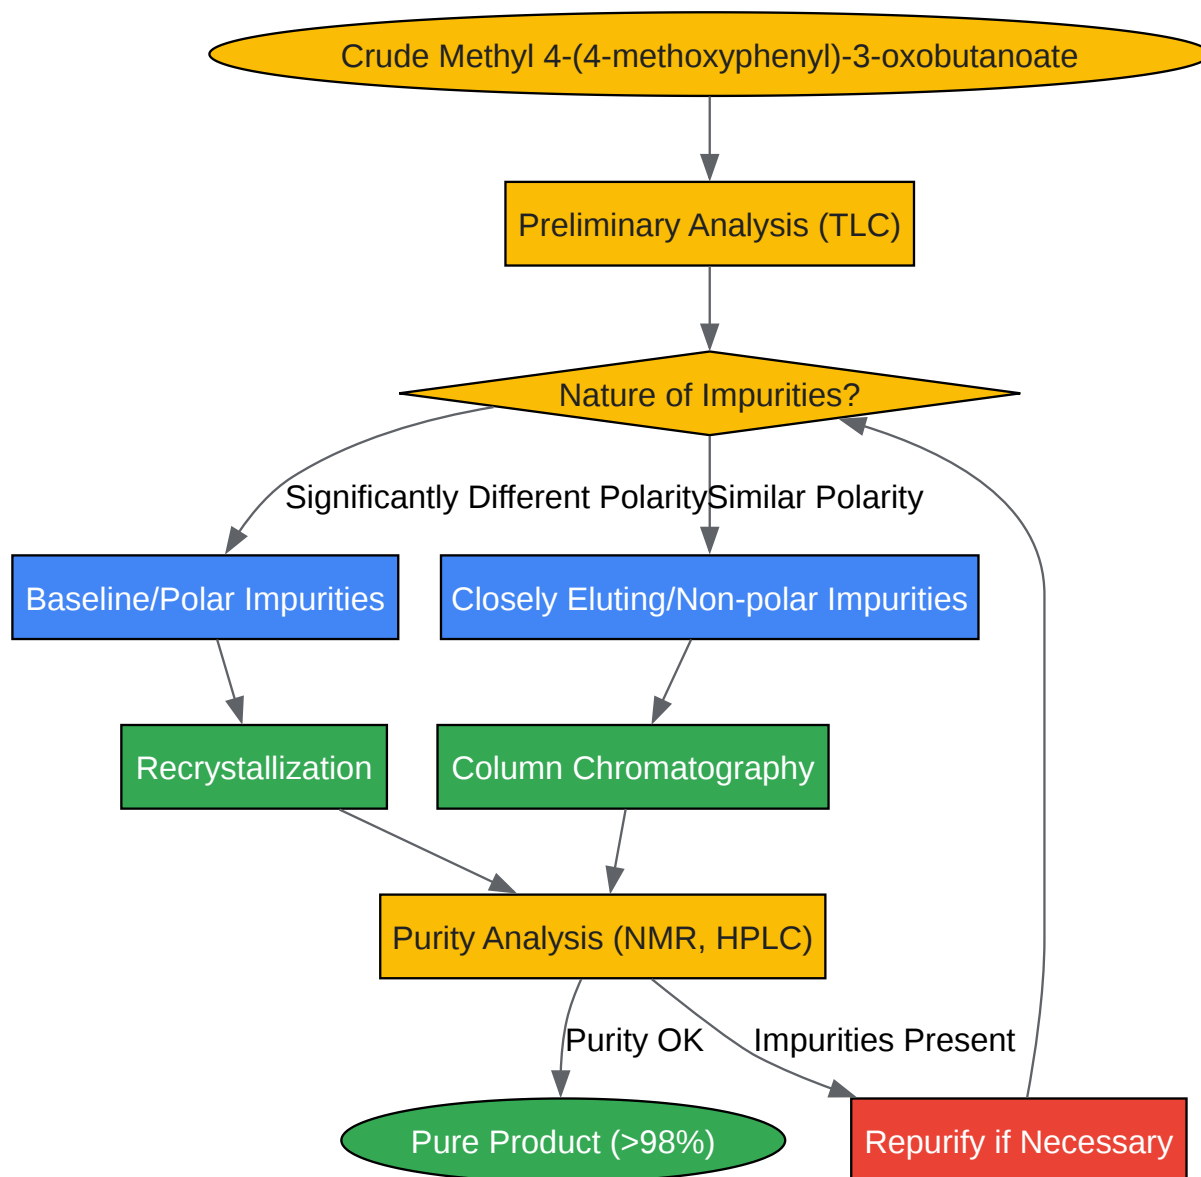 Crude Methyl 4-(4-methoxyphenyl)-3-oxobutanoate
Preliminary Analysis (TLC)
Nature of Impurities?
Significantly Different Polarity
Similar Polarity
Baseline/Polar Impurities
Closely Eluting/Non-polar Impurities
Recrystallization
Column Chromatography
Purity Analysis (NMR, HPLC)
Purity OK
Impurities Present
Pure Product (>98%)
Repurify if Necessary